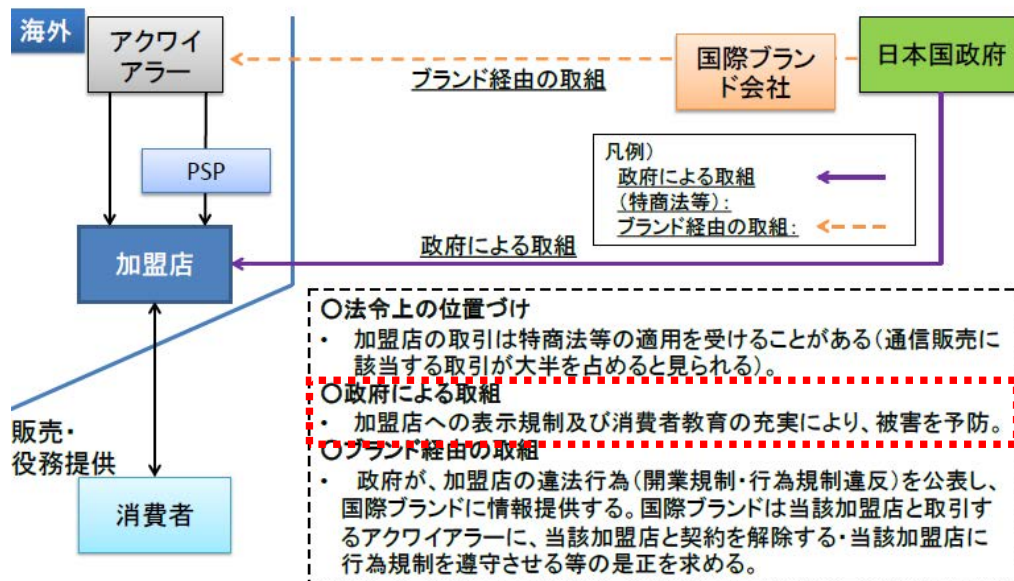 海外
アクワイ
アラー
国際ブラン
ド会社
日本国政府
ブランド経由の取組
PSP
凡例)
政府による取組
(特商法等):
ブランド経由の取組:
加盟店
政府による取組
○法令上の位置づけ
・ 加盟店の取引は特商法等の適用を受けることがある(通信販売に
該当する取引が大半を占めると見られる)。
○政府による取組
・ 加盟店への表示規制及び消費者教育の充実により、被害を予防。
○ブランド経由の取組
・ 政府が、加盟店の違法行為(開業規制・行為規制違反)を公表し、
国際ブランドに情報提供する。国際ブランドは当該加盟店と取引す
るアクワイアラーに、当該加盟店と契約を解除する・当該加盟店に
行為規制を遵守させる等の是正を求める。
販売・
役務提供
消費者